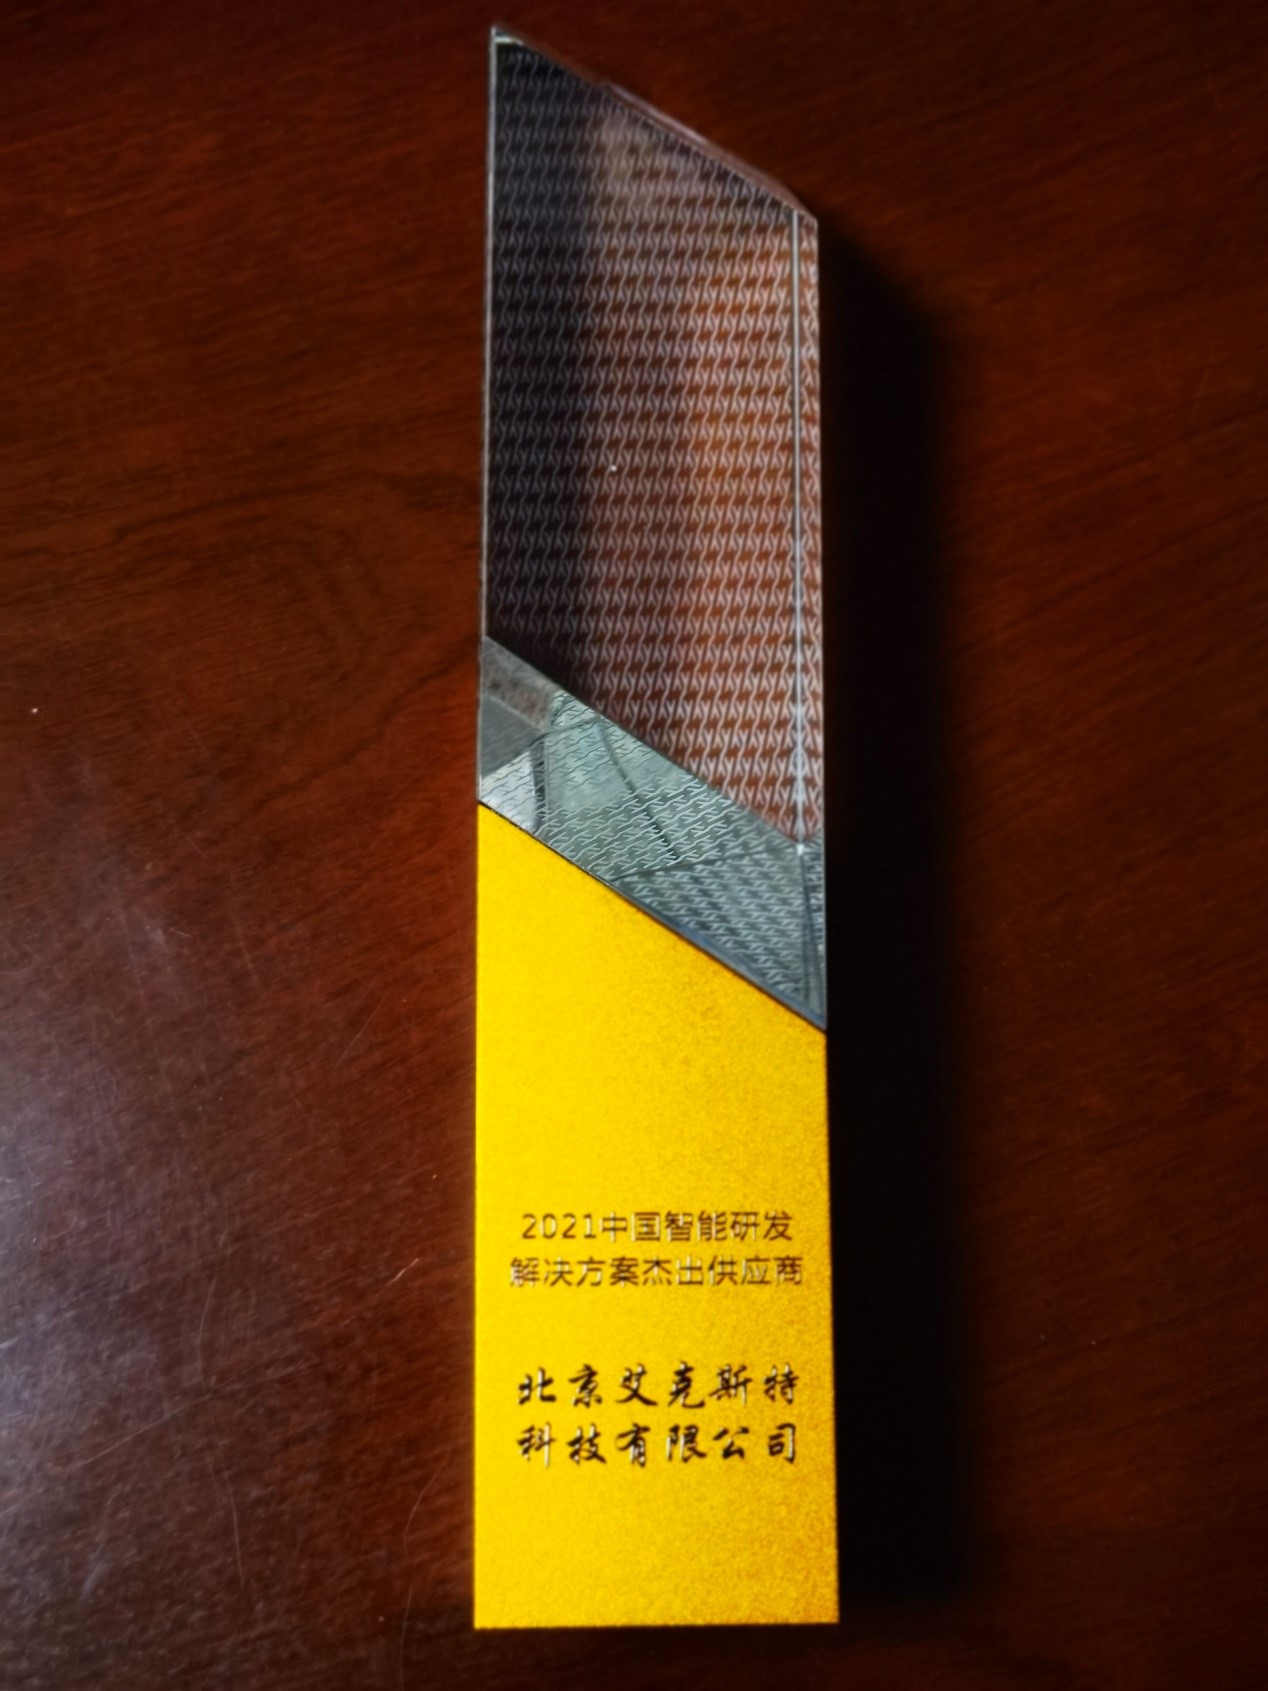 2021中国智能研发
解决方案杰出供应商
北京艾克斯特
科技有限公司